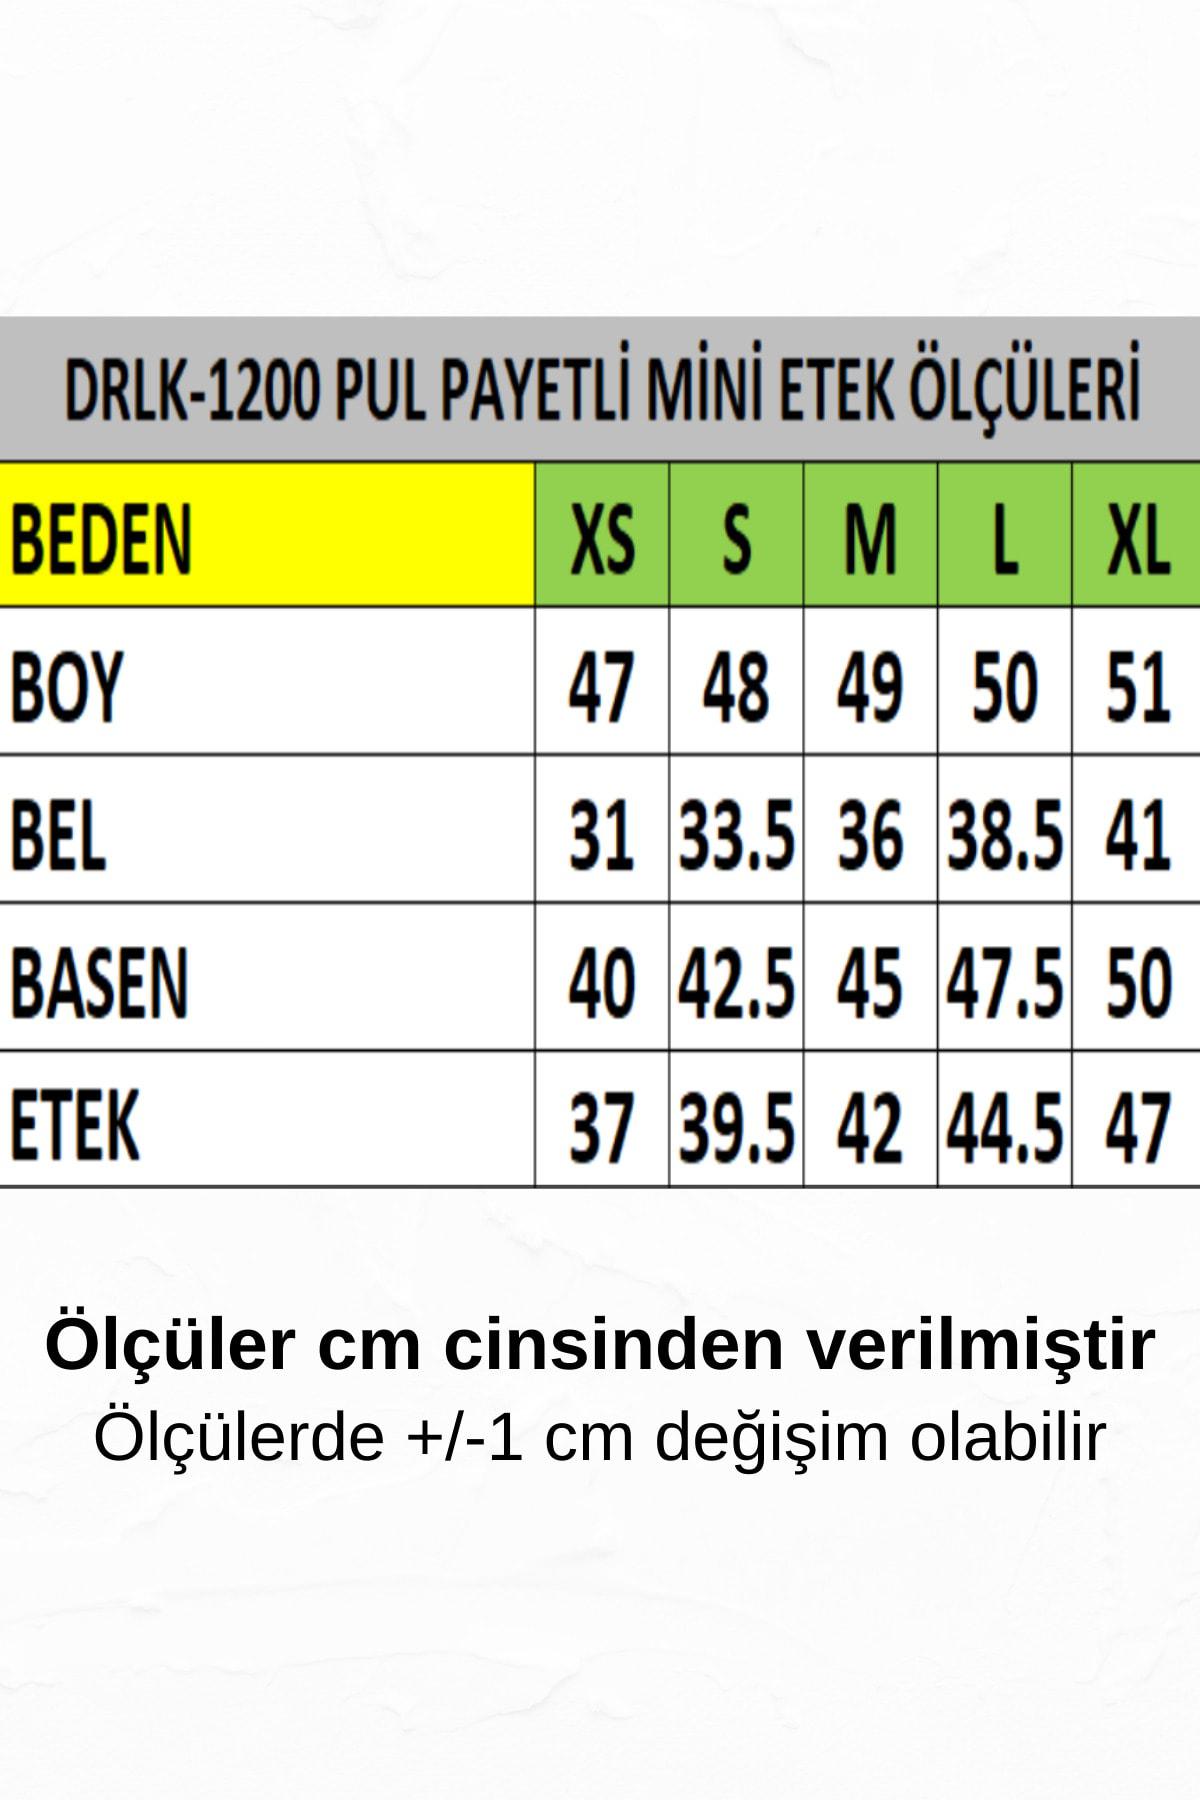 DRLK-1200 PUL PAYETLİ MİNİ ETEK ÖLÇÜLERİ
BEDEN XS S M L XL
BOY 47 48 49 50 51
BEL 31 33.5 36 38.5 41
BASEN 40 42.5 45 47.5 50
ETEK 37 39.5 42 44.5 47
Ölçüler cm cinsinden verilmiştir
Ölçülerde +/-1 cm değişim olabilir